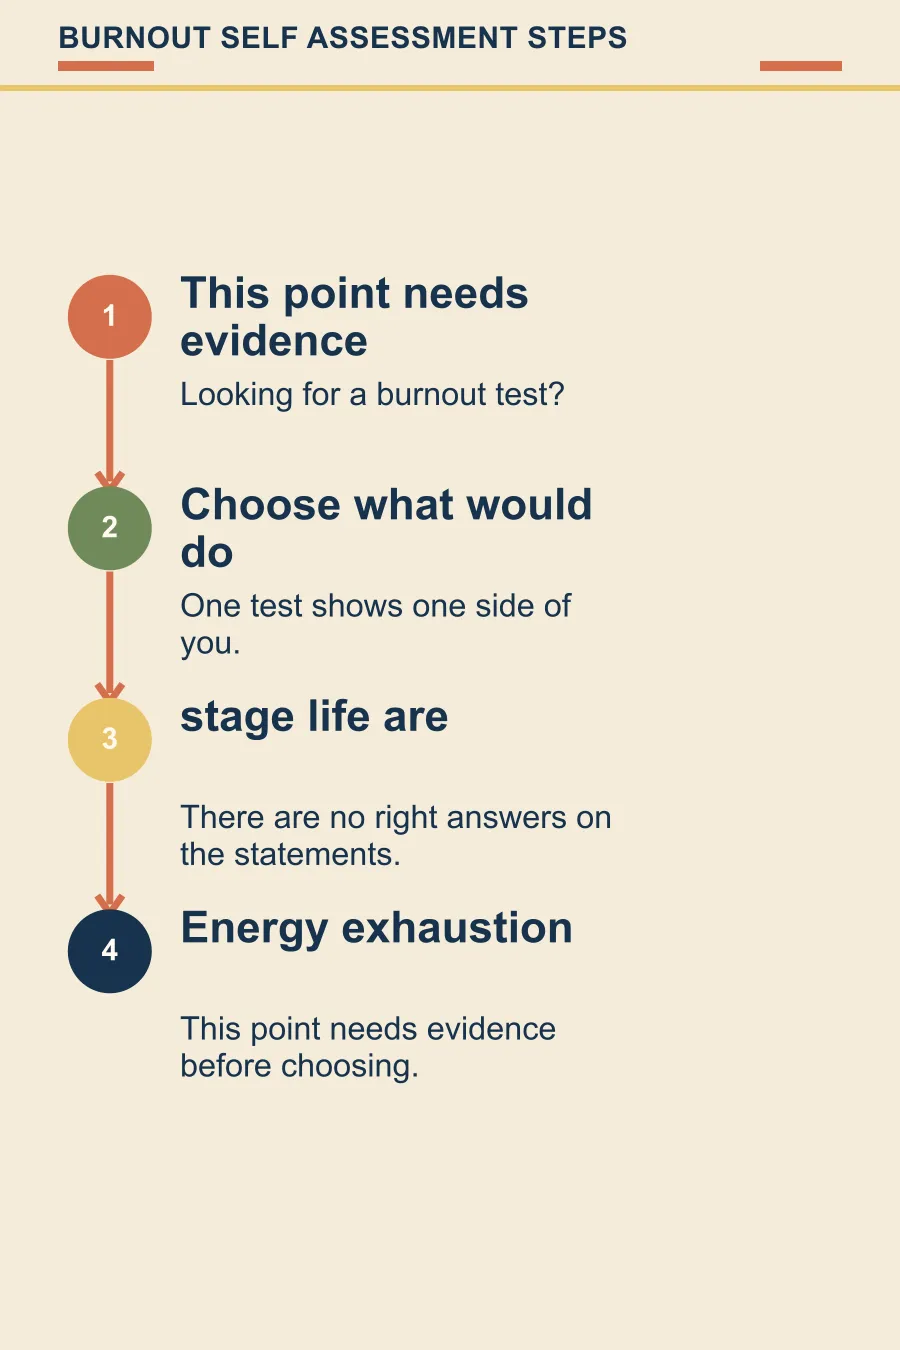 BURNOUT SELF ASSESSMENT STEPS
1
This point needs
evidence
Looking for a burnout test?
2
Choose what would
do
One test shows one side of
you.
3
stage life are
There are no right answers on
the statements.
4
Energy exhaustion
This point needs evidence
before choosing.